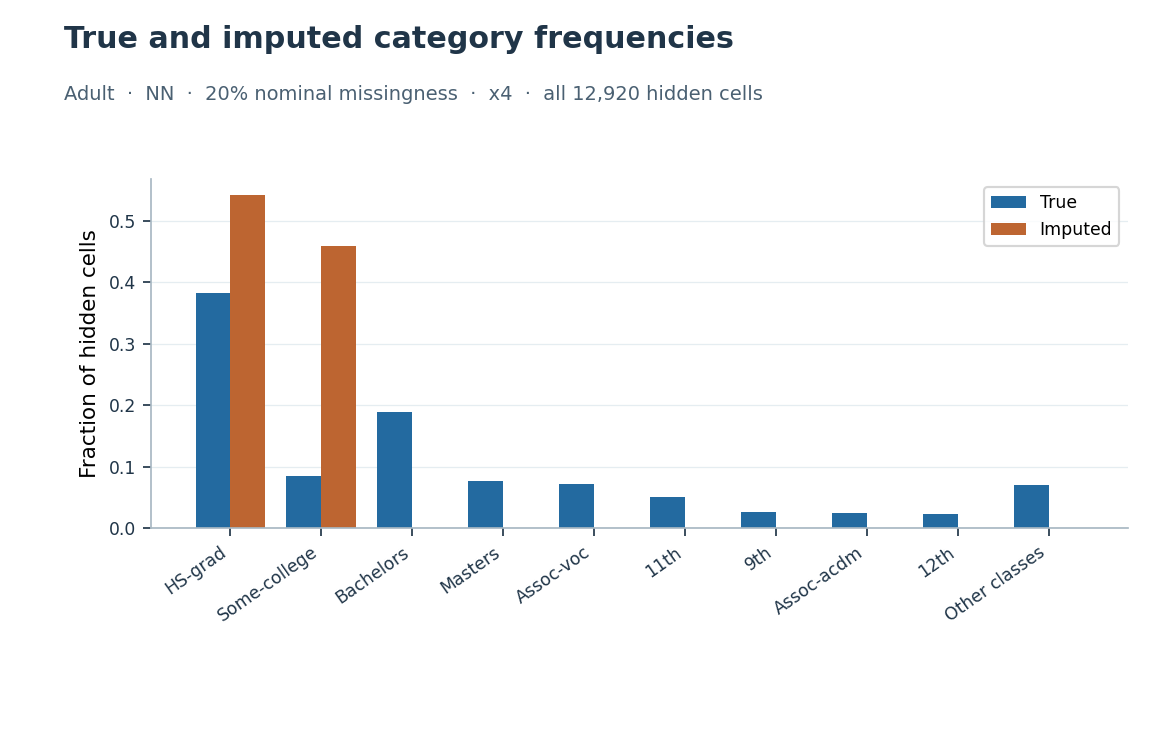 True and imputed category frequencies
Adult · NN · 20% nominal missingness · x4 · all 12,920 hidden cells
True
Imputed
Fraction of hidden cells
0.5
0.4
0.3
0.2
0.1
0.0
HS-grad
Some-college
Bachelors
Masters
Assoc-voc
11th
9th
Assoc-acdm
12th
Other classes